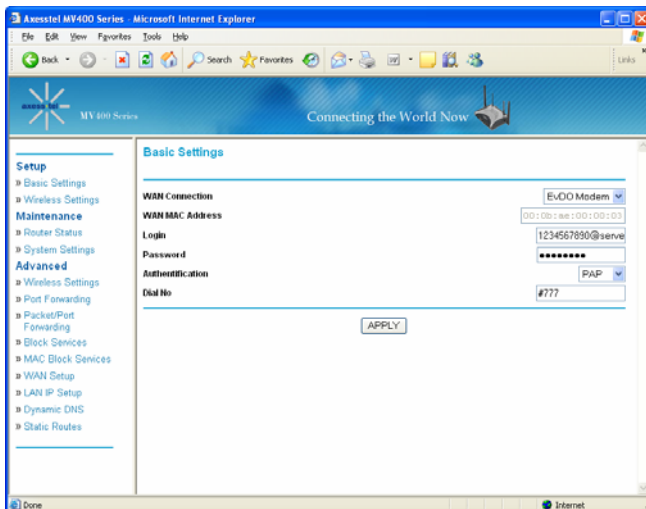 Axesstel MV400 Series - Microsoft Internet Explorer
File Edit View Favorites Tools Help
Back Search Favorites Links
axesstel
MV400 Series
Connecting the World Now
Basic Settings
Setup
» Basic Settings
» Wireless Settings
Maintenance
» Router Status
» System Settings
Advanced
» Wireless Settings
» Port Forwarding
» Packet/Port
Forwarding
» Block Services
» MAC Block Services
» WAN Setup
» LAN IP Setup
» Dynamic DNS
» Static Routes
WAN Connection EvDO Modem
WAN MAC Address 00:0b:ae:00:00:03
Login 1234567890@serve
Password ●●●●●●●●
Authentification PAP
Dial No #777
APPLY
Done Internet